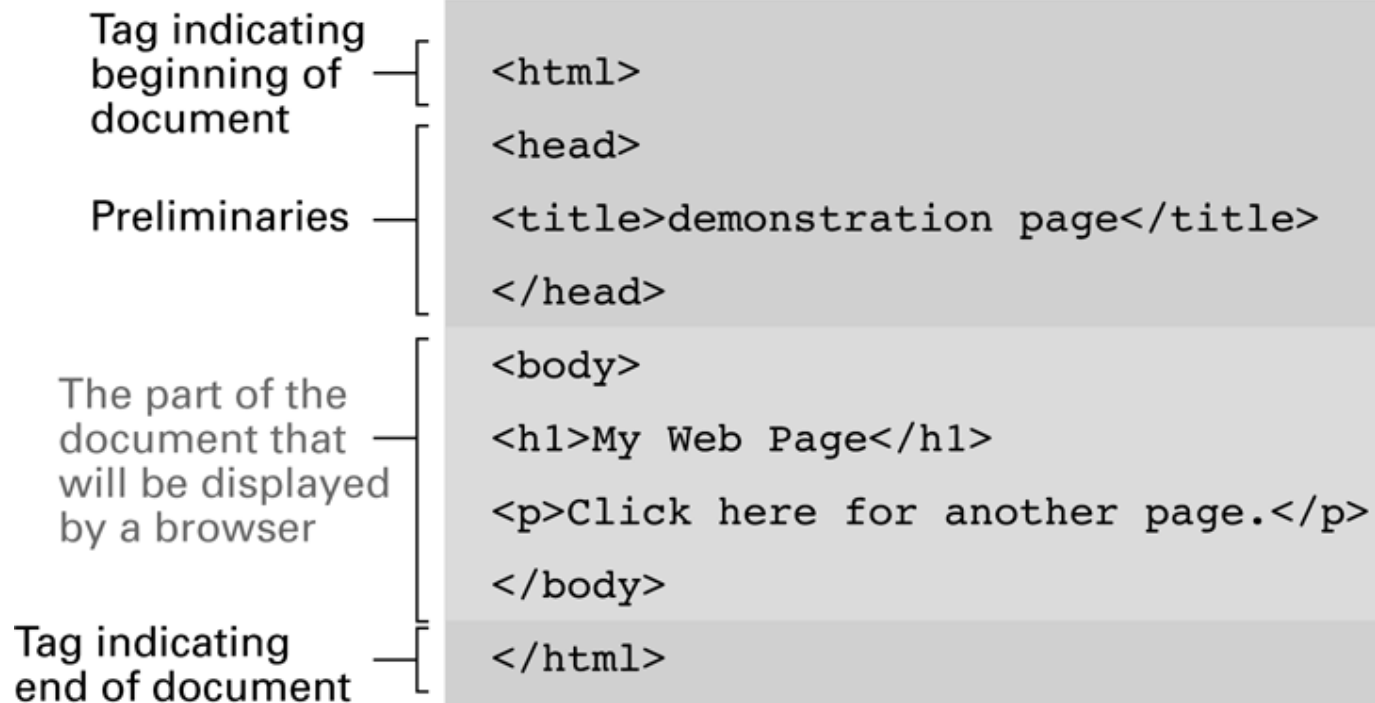 Tag indicating
beginning of
document
<html>
<head>
Preliminaries
<title>demonstration page</title>
</head>
The part of the
document that
will be displayed
by a browser
<body>
<h1>My Web Page</h1>
<p>Click here for another page.</p>
</body>
Tag indicating
end of document
</html>